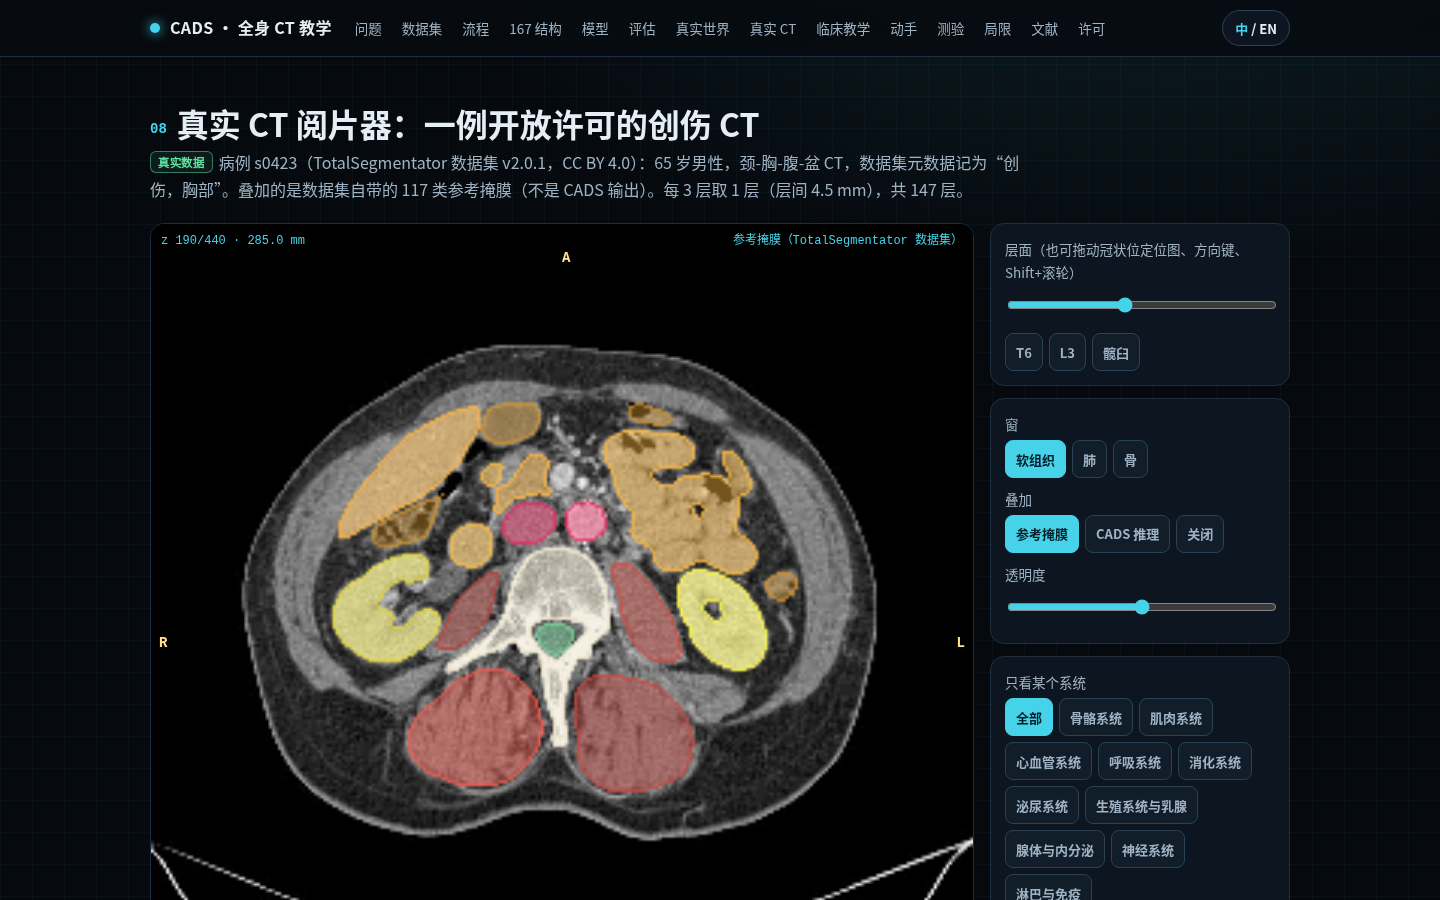 CADS · 全身 CT 教学
问题 数据集 流程 167 结构 模型 评估 真实世界 真实 CT 临床教学 动手 测验 局限 文献 许可
中 / EN
08 真实 CT 阅片器：一例开放许可的创伤 CT
真实数据 病例 s0423（TotalSegmentator 数据集 v2.0.1，CC BY 4.0）：65 岁男性，颈-胸-腹-盆 CT，数据集元数据记为“创
伤，胸部”。叠加的是数据集自带的 117 类参考掩膜（不是 CADS 输出）。每 3 层取 1 层（层间 4.5 mm），共 147 层。
z 190/440 · 285.0 mm
参考掩膜（TotalSegmentator 数据集）
A
R
L
层面（也可拖动冠状位定位图、方向键、
Shift+滚轮）
T6 L3 髋臼
窗
软组织 肺 骨
叠加
参考掩膜 CADS 推理 关闭
透明度
只看某个系统
全部 骨骼系统 肌肉系统
心血管系统 呼吸系统 消化系统
泌尿系统 生殖系统与乳腺
腺体与内分泌 神经系统
淋巴与免疫